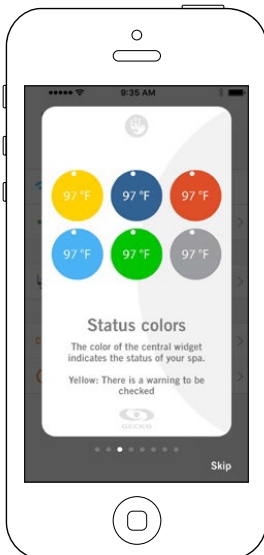 9:35 AM
97 °F 97 °F 97 °F
97 °F 97 °F 97 °F
Status colors
The color of the central widget
indicates the status of your spa.
Yellow: There is a warning to be
checked
GECKO
Skip